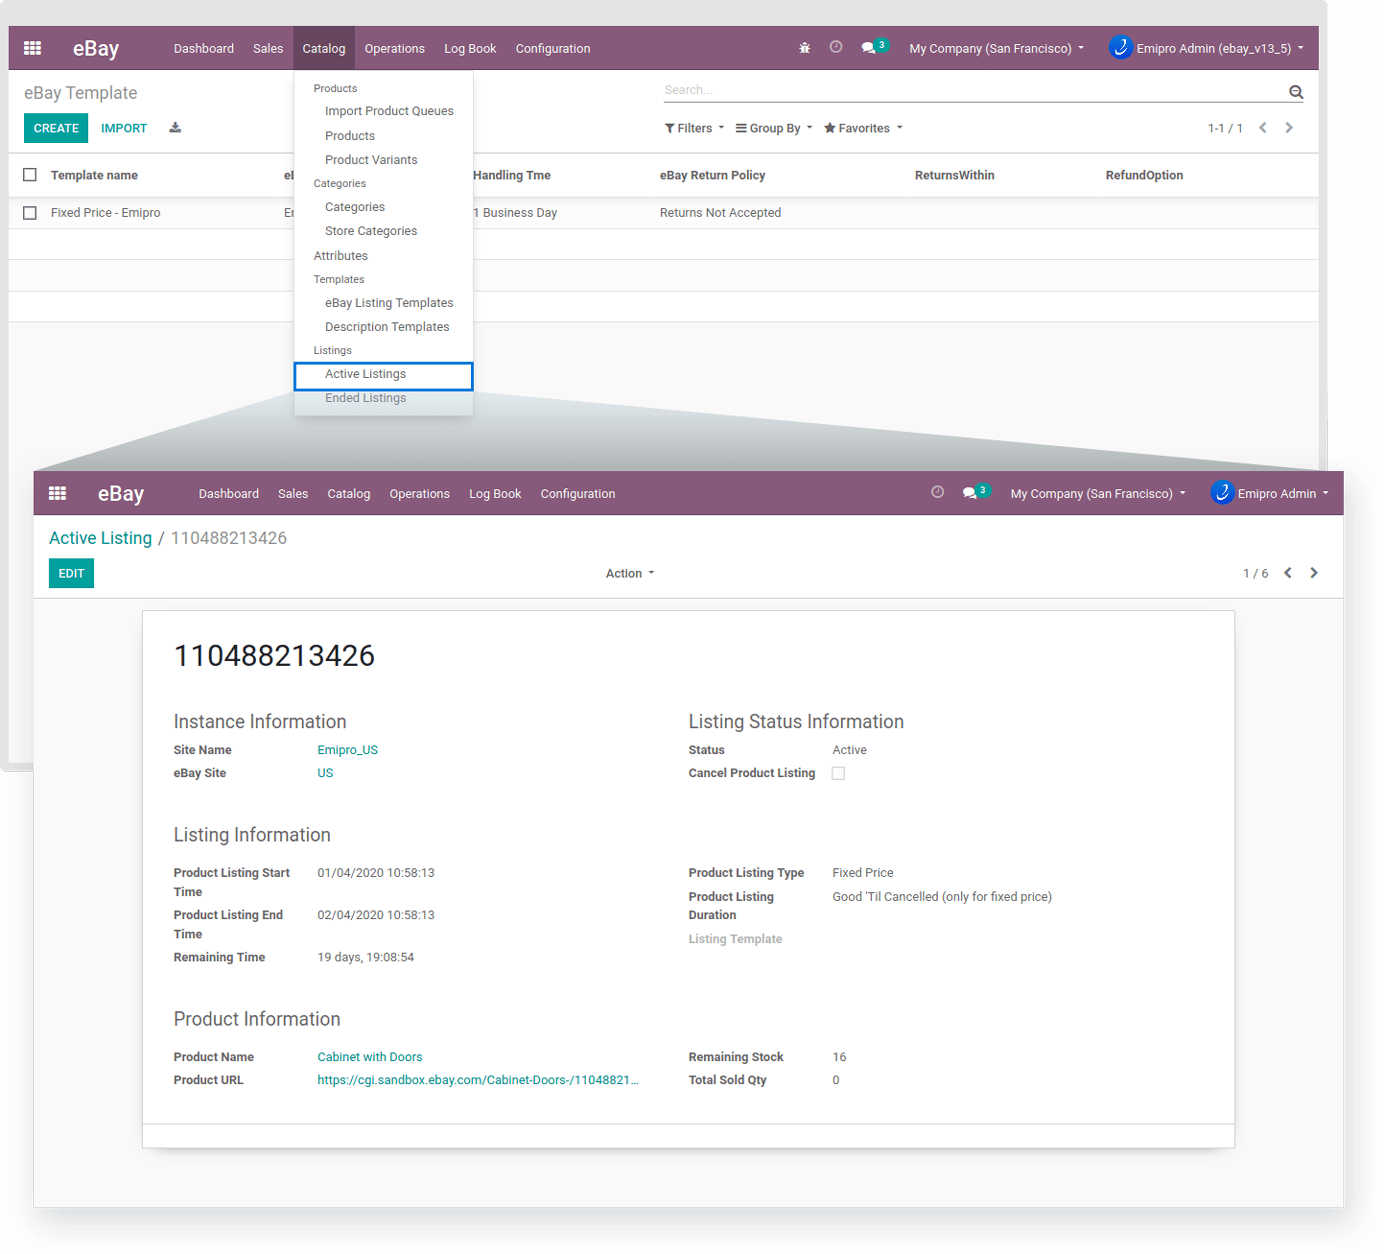 eBay Dashboard Sales Catalog Operations Log Book Configuration 3 My Company (San Francisco) Emipro Admin (ebay_v13_5)
eBay Template
Search...
CREATE IMPORT
Filters Group By Favorites 1-1 / 1
Products
Import Product Queues
Products
Product Variants
Categories
Categories
Store Categories
Attributes
Templates
eBay Listing Templates
Description Templates
Listings
Active Listings
Ended Listings
Template name Handling Tme eBay Return Policy ReturnsWithin RefundOption
Fixed Price - Emipro 1 Business Day Returns Not Accepted
eBay Dashboard Sales Catalog Operations Log Book Configuration 3 My Company (San Francisco) Emipro Admin
Active Listing / 110488213426
EDIT Action 1 / 6
110488213426
Instance Information
Site Name Emipro_US
eBay Site US
Listing Status Information
Status Active
Cancel Product Listing
Listing Information
Product Listing Start
Time
01/04/2020 10:58:13
Product Listing End
Time
02/04/2020 10:58:13
Remaining Time 19 days, 19:08:54
Product Listing Type Fixed Price
Product Listing
Duration
Good 'Til Cancelled (only for fixed price)
Listing Template
Product Information
Product Name Cabinet with Doors
Product URL https://cgi.sandbox.ebay.com/Cabinet-Doors-/11048821...
Remaining Stock 16
Total Sold Qty 0